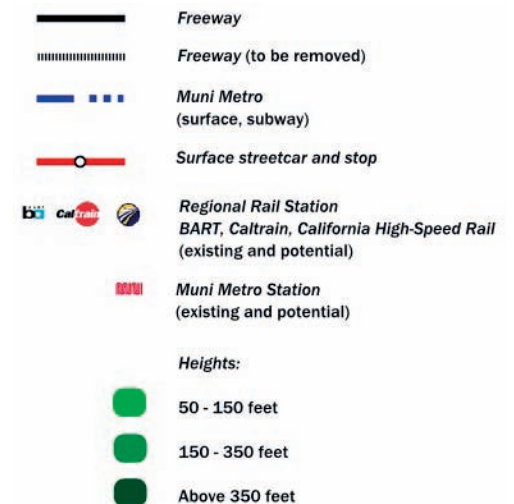 Freeway
Freeway (to be removed)
Muni Metro
(surface, subway)
Surface streetcar and stop
ba Caltrain
Regional Rail Station
BART, Caltrain, California High-Speed Rail
(existing and potential)
Muni Metro Station
(existing and potential)
Heights:
50 - 150 feet
150 - 350 feet
Above 350 feet